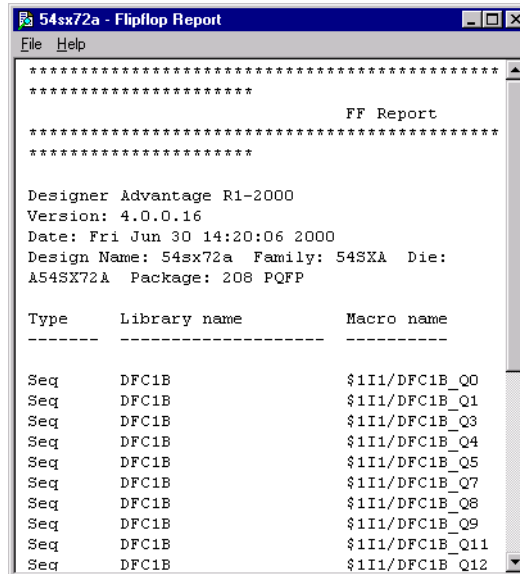 54sx72a - Flipflop Report
File Help
**********************************************
**********************
FF Report
**********************************************
**********************
Designer Advantage R1-2000
Version: 4.0.0.16
Date: Fri Jun 30 14:20:06 2000
Design Name: 54sx72a Family: 54SXA Die:
A54SX72A Package: 208 PQFP
Type Library name Macro name
------- -------------------- ----------
Seq DFC1B $1I1/DFC1B_Q0
Seq DFC1B $1I1/DFC1B_Q1
Seq DFC1B $1I1/DFC1B_Q3
Seq DFC1B $1I1/DFC1B_Q4
Seq DFC1B $1I1/DFC1B_Q5
Seq DFC1B $1I1/DFC1B_Q7
Seq DFC1B $1I1/DFC1B_Q8
Seq DFC1B $1I1/DFC1B_Q9
Seq DFC1B $1I1/DFC1B_Q11
Seq DFC1B $1I1/DFC1B_Q12